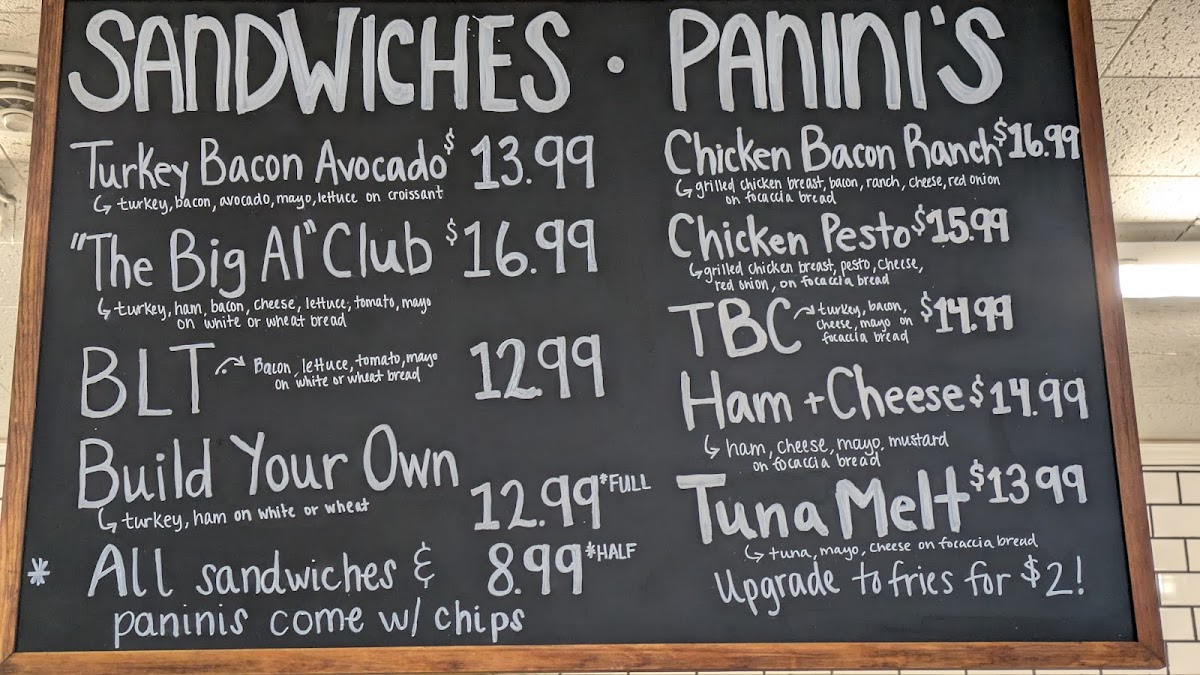 SANDWICHES · PANINI'S
Turkey Bacon Avocado $13.99
↳ turkey, bacon, avocado, mayo, lettuce on croissant
"The Big Al" Club $16.99
↳ turkey, ham, bacon, cheese, lettuce, tomato, mayo
on white or wheat bread
BLT
Bacon, lettuce, tomato, mayo
on white or wheat bread
12.99
Build Your Own
↳ turkey, ham on white or wheat
12.99 *FULL
8.99 *HALF
* All sandwiches &
paninis come w/ chips
Chicken Bacon Ranch $16.99
↳ grilled chicken breast, bacon, ranch, cheese, red onion
on focaccia bread
Chicken Pesto $15.99
↳ grilled chicken breast, pesto, cheese,
red onion, on focaccia bread
TBC
turkey, bacon,
cheese, mayo on
focaccia bread
$14.99
Ham + Cheese $14.99
↳ ham, cheese, mayo, mustard
on focaccia bread
Tuna Melt $13.99
↳ tuna, mayo, cheese on focaccia bread
Upgrade to fries for $2!